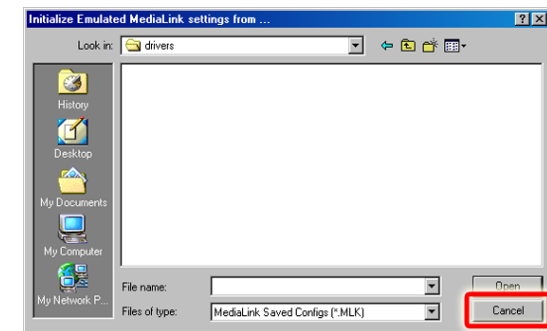 Initialize Emulated MediaLink settings from ...
Look in: drivers
History
Desktop
My Documents
My Computer
My Network P...
File name:
Open
Files of type: MediaLink Saved Configs (*.MLK)
Cancel